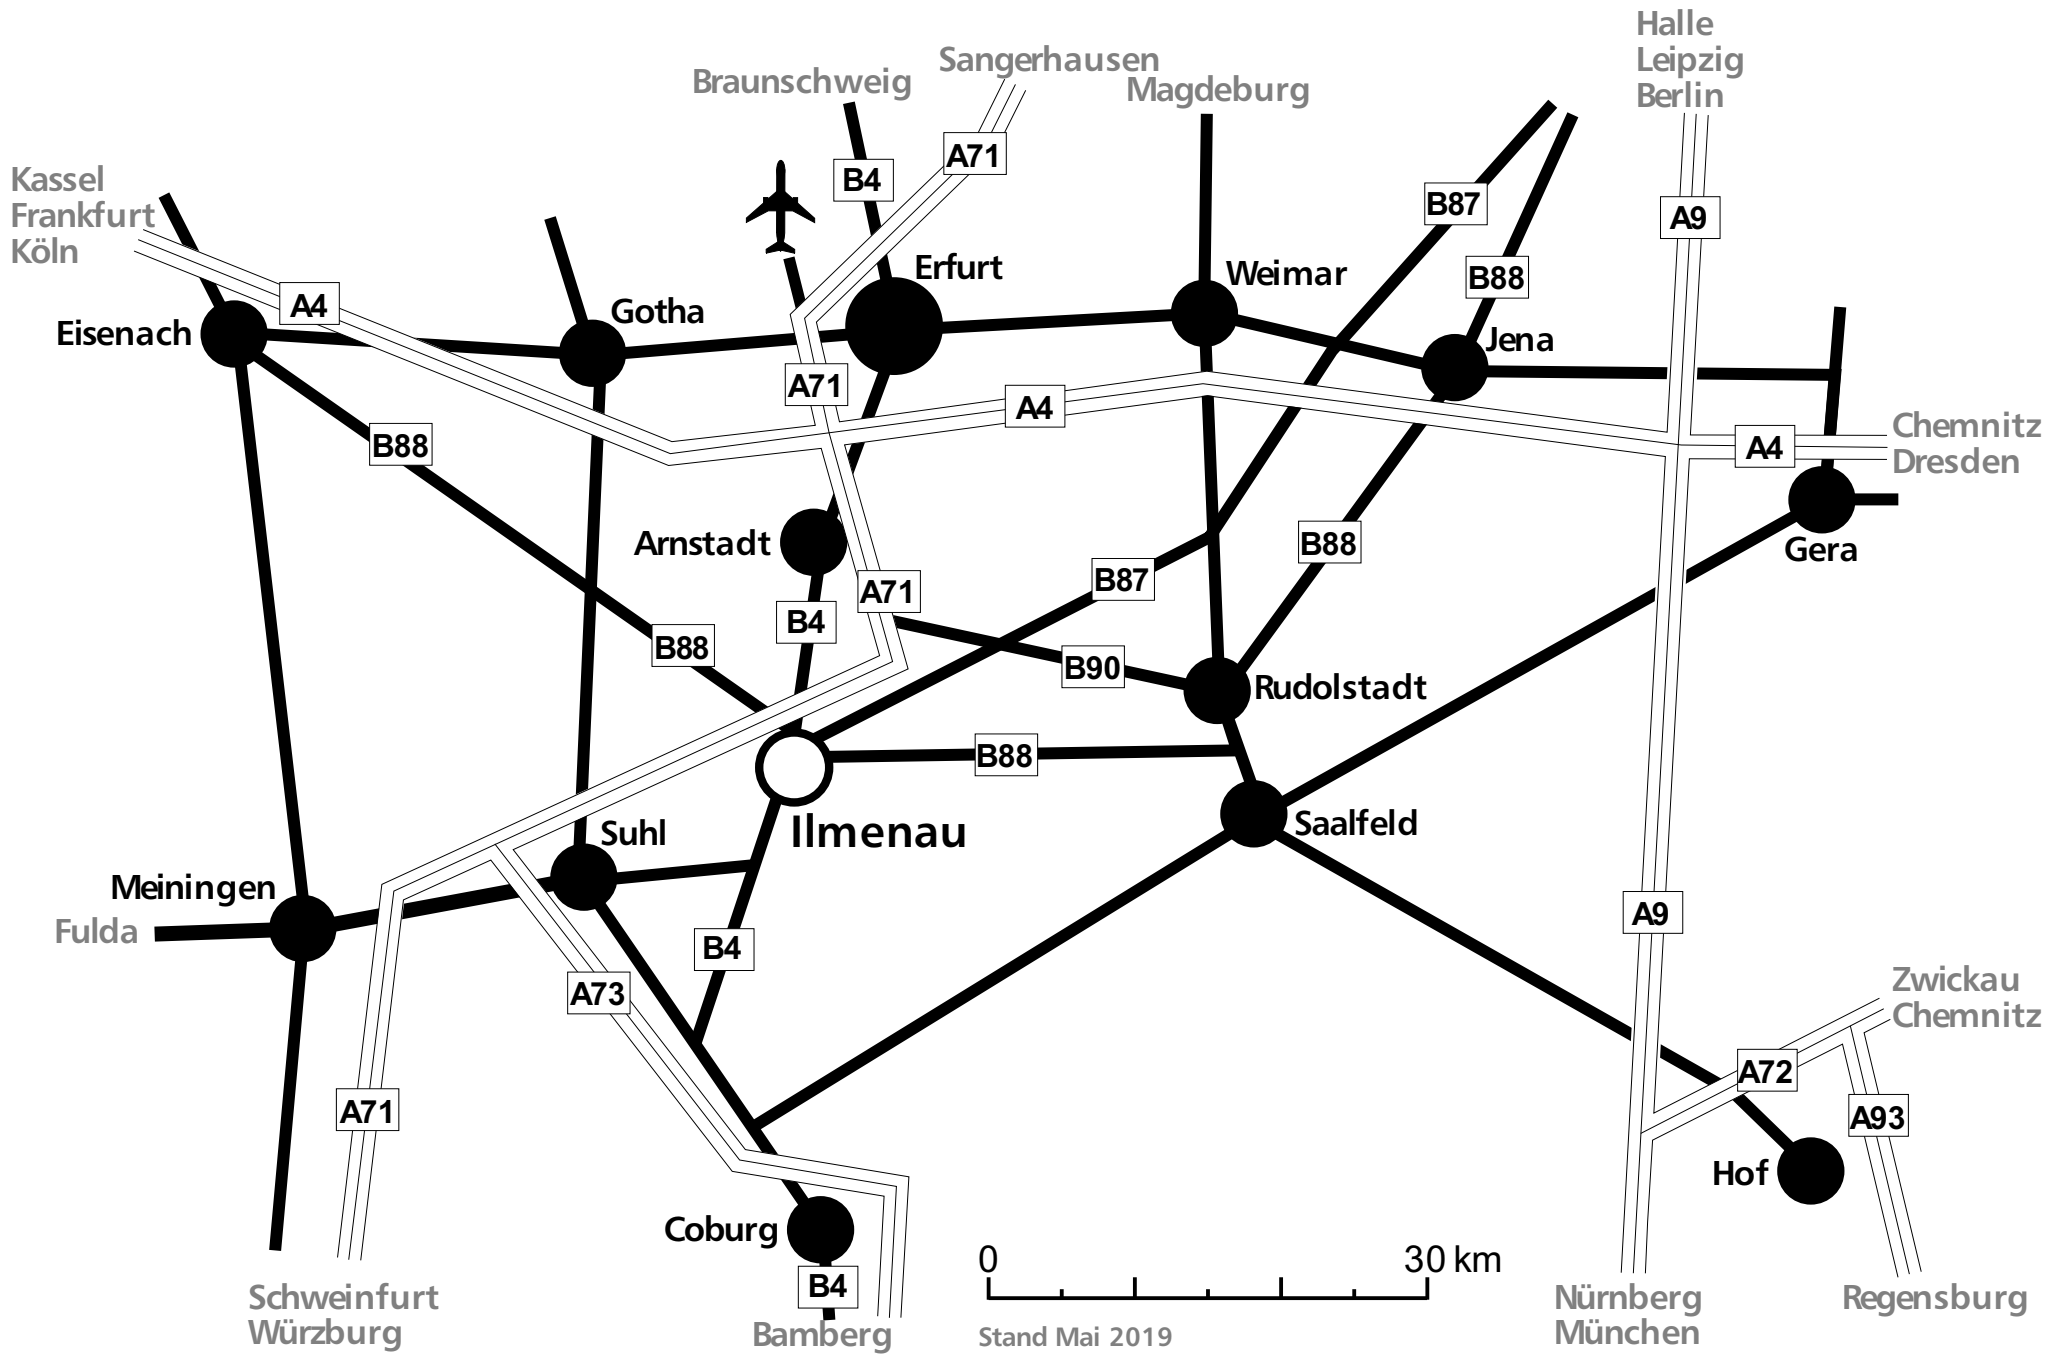 Halle
Leipzig
Berlin
Sangerhausen
Braunschweig
Magdeburg
A71
B4
Kassel
Frankfurt
Köln
B87
A9
Erfurt
Weimar
B88
A4
Gotha
Eisenach
Jena
A71
A4
Chemnitz
Dresden
B88
A4
Arnstadt
B88
Gera
B87
A71
B4
B88
B90
Rudolstadt
B88
Ilmenau
Suhl
Saalfeld
Meiningen
Fulda
A9
B4
A73
Zwickau
Chemnitz
A72
A71
A93
Hof
Coburg
0
30 km
B4
Schweinfurt
Würzburg
Bamberg
Stand Mai 2019
Nürnberg
München
Regensburg